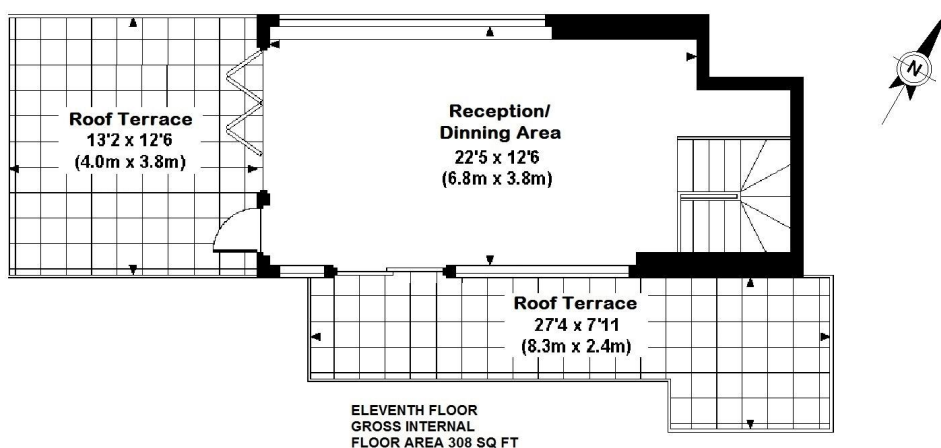 Roof Terrace
13'2 x 12'6
(4.0m x 3.8m)
Reception/
Dinning Area
22'5 x 12'6
(6.8m x 3.8m)
N
Roof Terrace
27'4 x 7'11
(8.3m x 2.4m)
ELEVENTH FLOOR
GROSS INTERNAL
FLOOR AREA 308 SQ FT